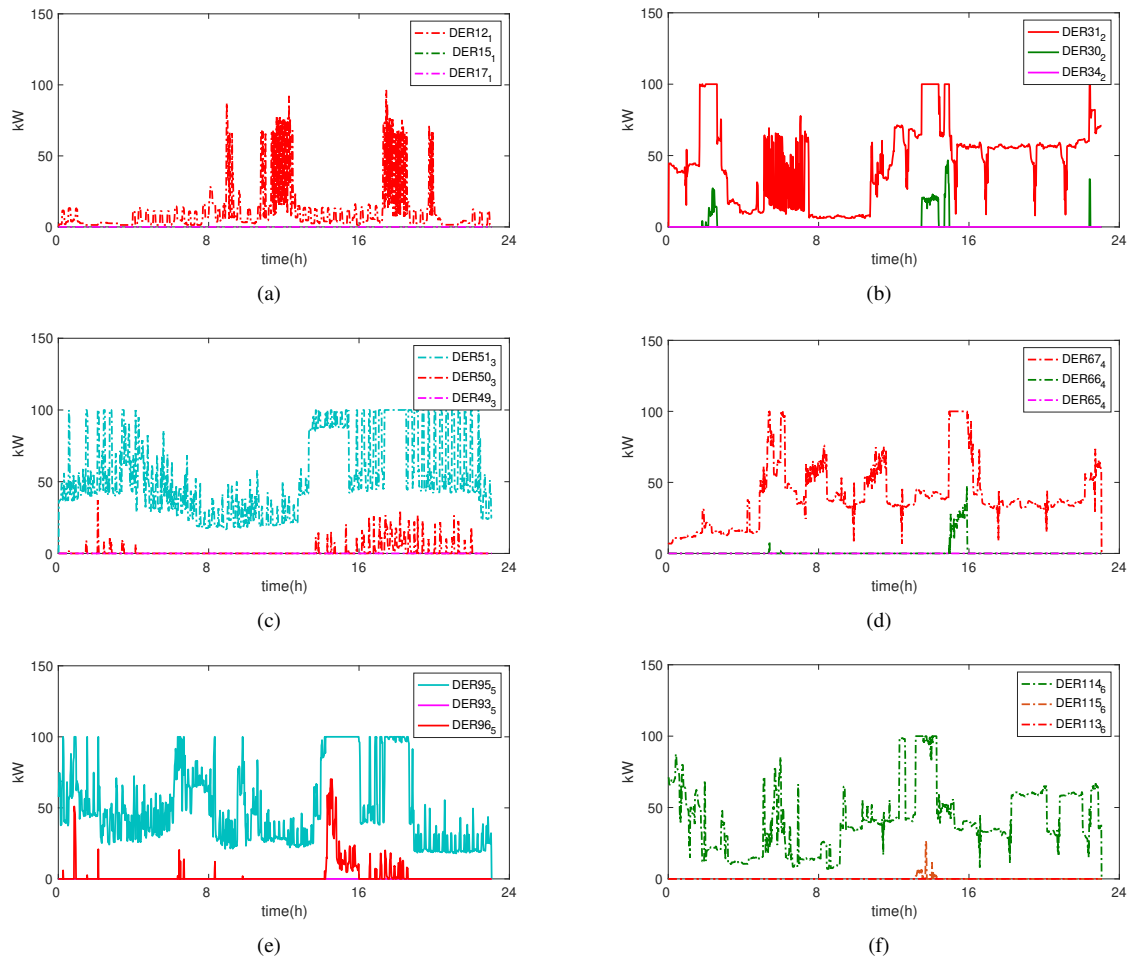 150
100
50
0
kW
0
8
16
24
time(h)
DER12₁
DER15₁
DER17₁
(a)
150
100
50
0
kW
0
8
16
24
time(h)
DER31₂
DER30₂
DER34₂
(b)
150
100
50
0
kW
0
8
16
24
time(h)
DER51₃
DER50₃
DER49₃
(c)
150
100
50
0
kW
0
8
16
24
time(h)
DER67₄
DER66₄
DER65₄
(d)
150
100
50
0
kW
0
8
16
24
time(h)
DER95₅
DER93₅
DER96₅
(e)
150
100
50
0
kW
0
8
16
24
time(h)
DER114₆
DER115₆
DER113₆
(f)